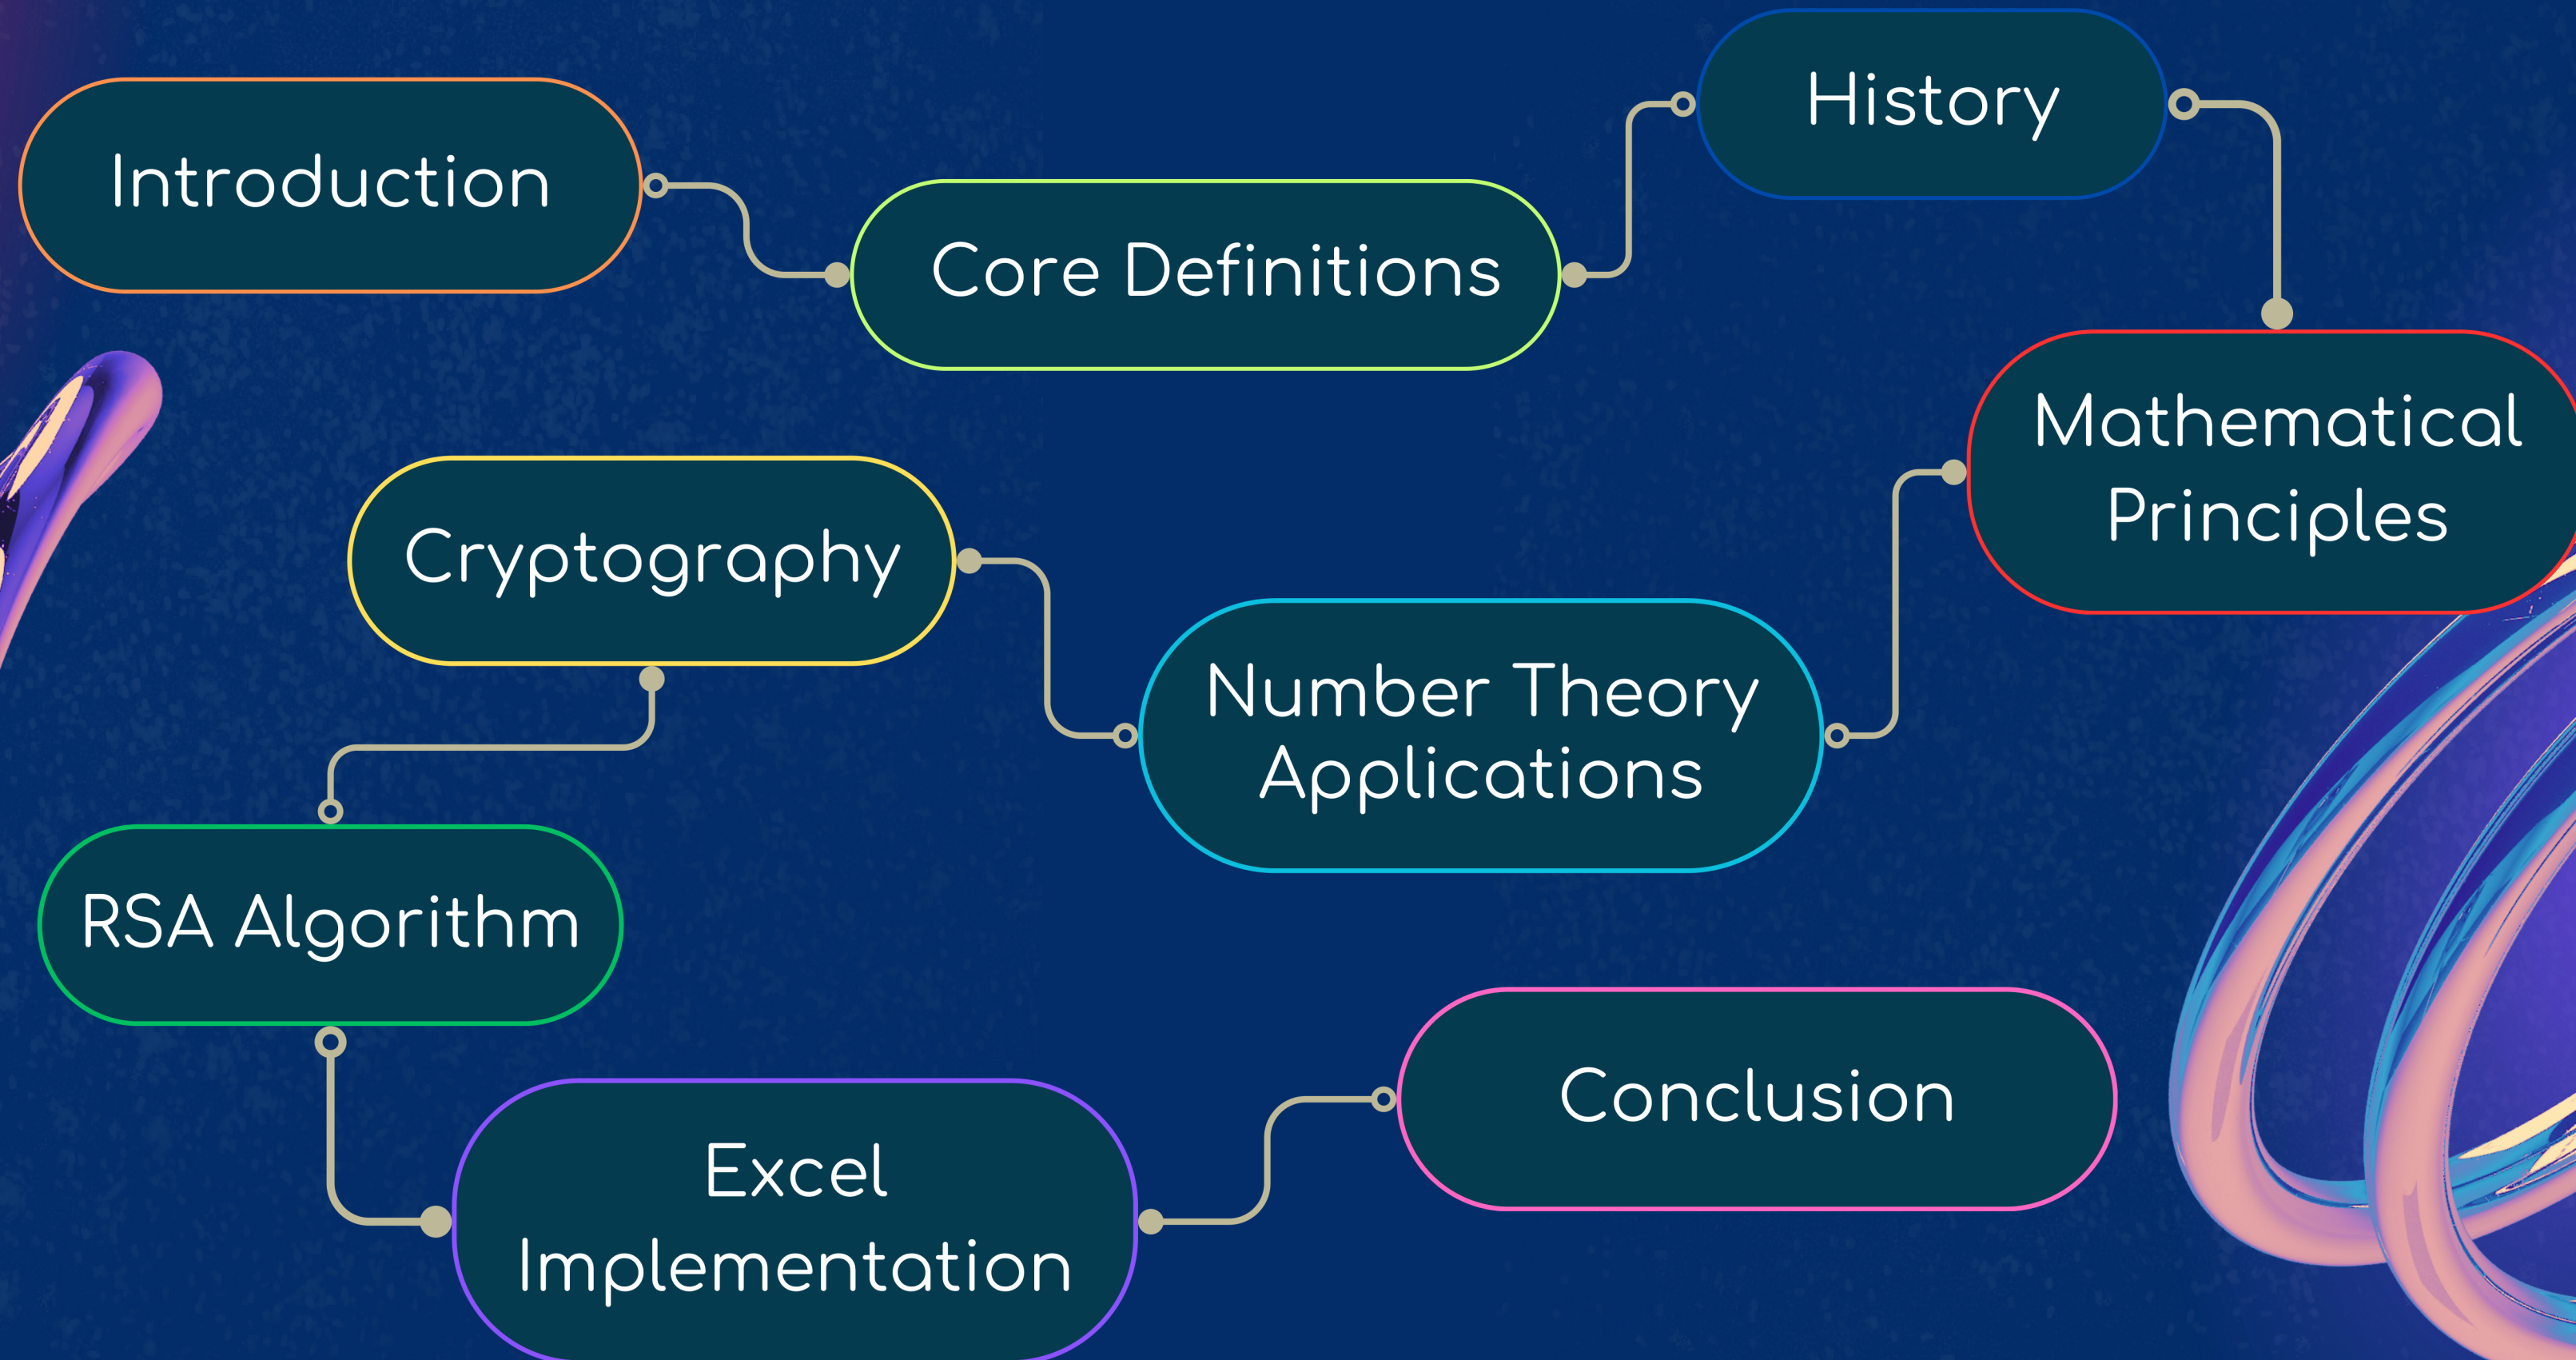 Introduction
Core Definitions
History
Mathematical
Principles
Number Theory
Applications
Cryptography
RSA Algorithm
Excel
Implementation
Conclusion